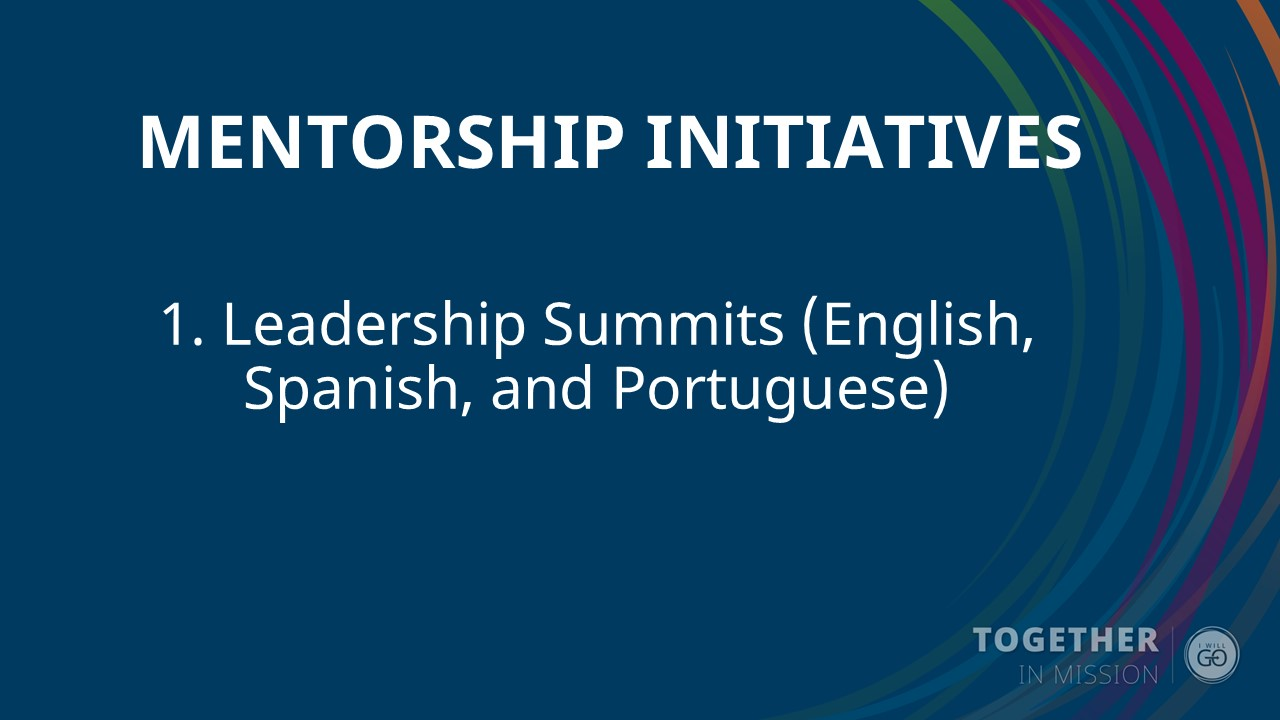 MENTORSHIP INITIATIVES
1. Leadership Summits (English,
Spanish, and Portuguese)
TOGETHER
IN MISSION
I WILL
GO